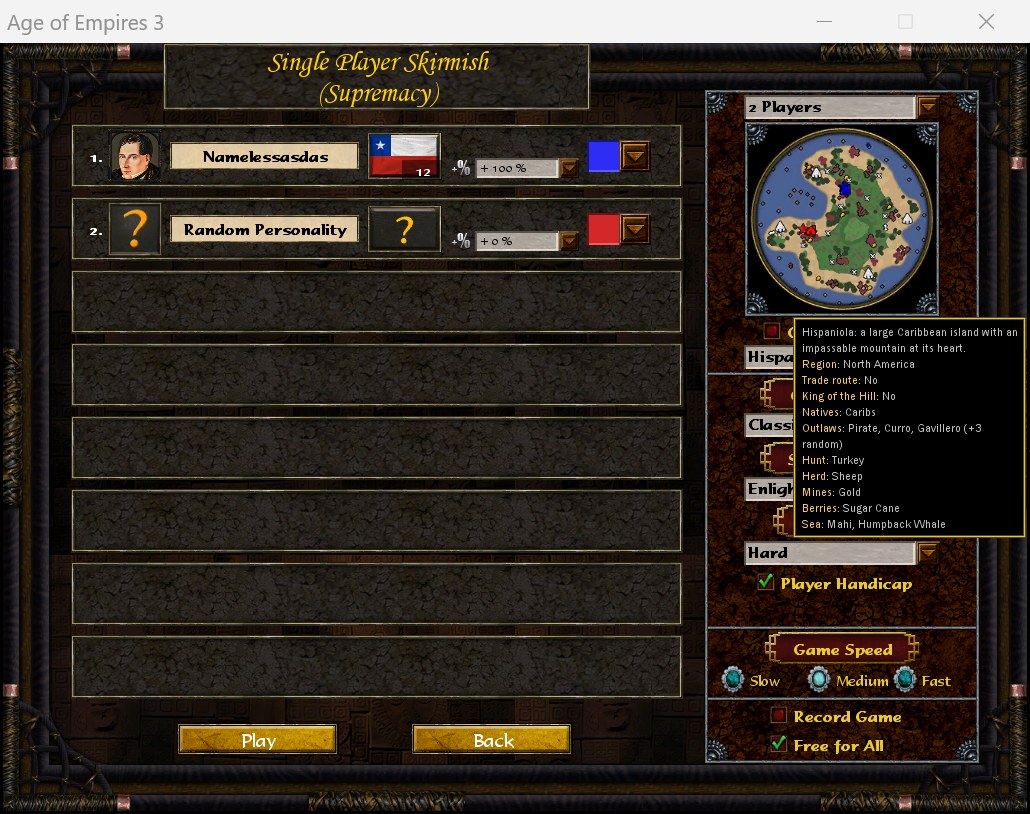 Age of Empires 3
Single Player Skirmish
(Supremacy)
2 Players
1.
Namelessasdas
12
+% + 100 %
2.
?
Random Personality
?
+% + 0 %
Hispaniola: a large Caribbean island with an
impassable mountain at its heart.
Region: North America
Trade route: No
King of the Hill: No
Natives: Caribs
Outlaws: Pirate, Curro, Gavillero (+3
random)
Hunt: Turkey
Herd: Sheep
Mines: Gold
Berries: Sugar Cane
Sea: Mahi, Humpback Whale
Hard
Player Handicap
Game Speed
Slow
Medium
Fast
Record Game
Free for All
Play
Back